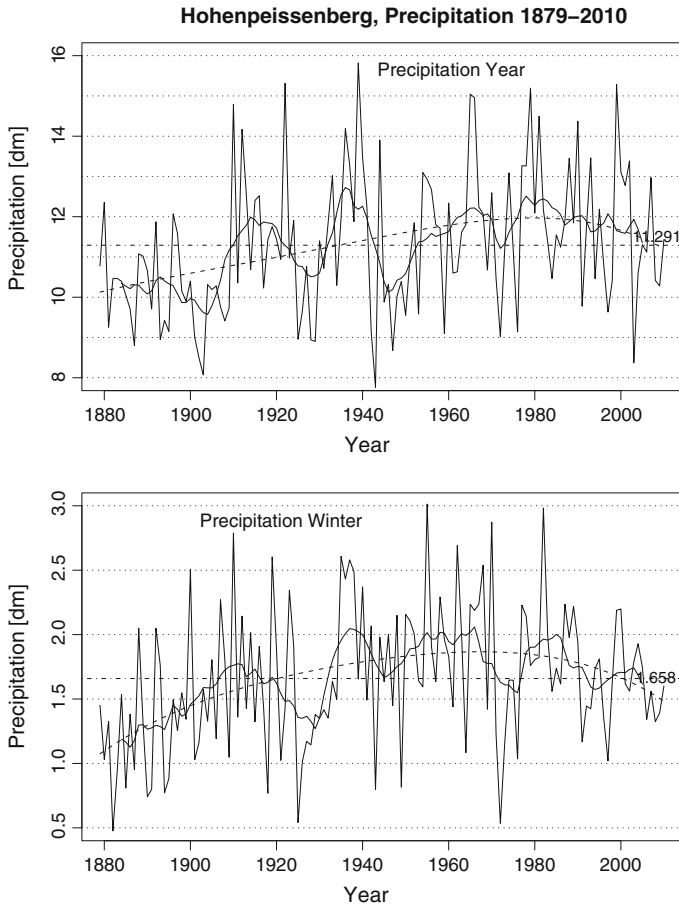 Hohenpeissenberg, Precipitation 1879–2010
Precipitation Year
Precipitation [dm]
16
14
12
10
8
11.291
1880 1900 1920 1940 1960 1980 2000
Year
Precipitation Winter
Precipitation [dm]
3.0
2.5
2.0
1.5
1.0
0.5
1.658
1880 1900 1920 1940 1960 1980 2000
Year